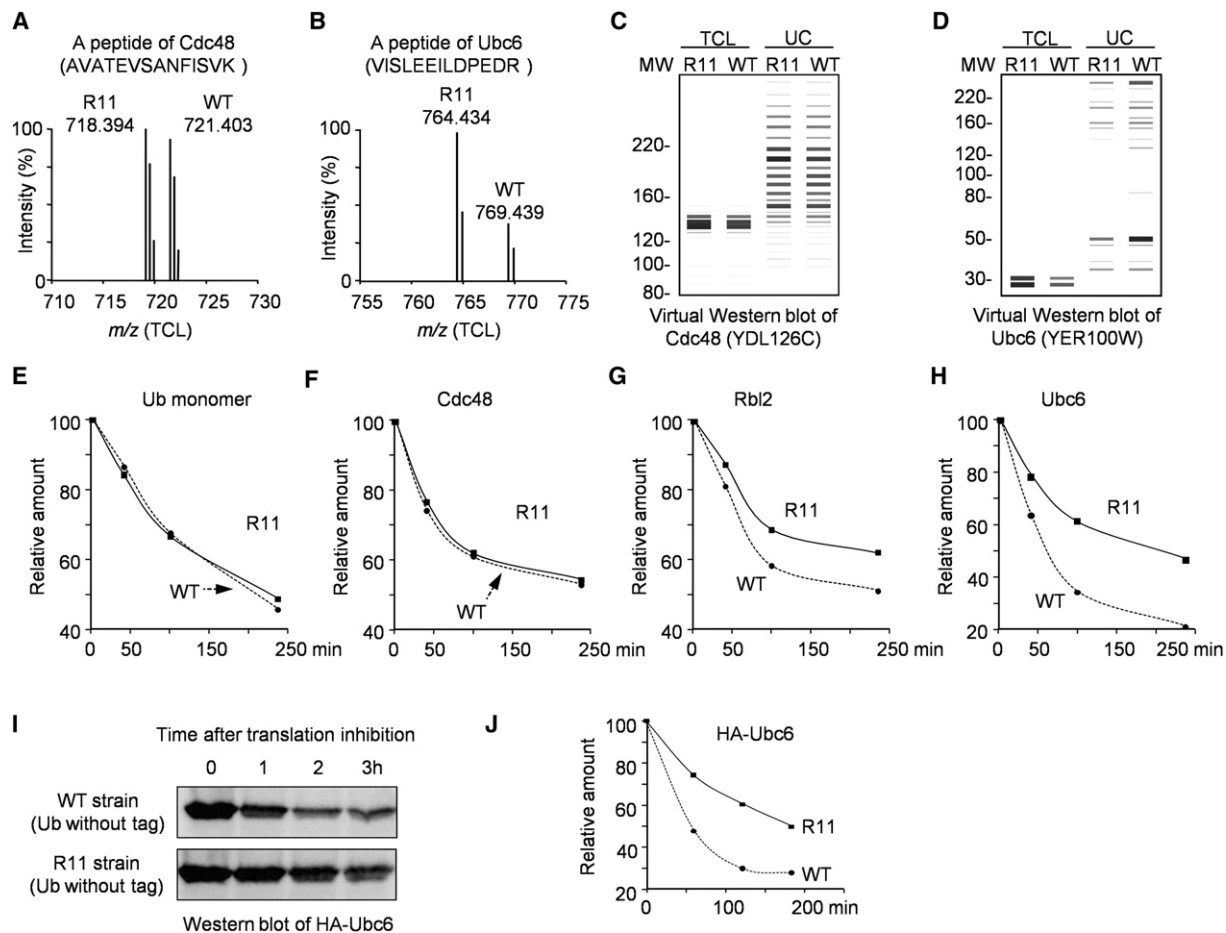 A
A peptide of Cdc48
(AVATEVSANFISVK)
R11
718.394
WT
721.403
100
0
Intensity (%)
710 715 720 725 730
m/z (TCL)
B
A peptide of Ubc6
(VISLEEILDPEDR )
R11
764.434
WT
769.439
100
0
Intensity (%)
755 760 765 770 775
m/z (TCL)
C
TCL UC
MW R11 WT R11 WT
220-
160-
120-
100-
80-
Virtual Western blot of
Cdc48 (YDL126C)
D
TCL UC
MW R11 WT R11 WT
220-
160-
120-
100-
80-
50-
30-
Virtual Western blot of
Ubc6 (YER100W)
E
Ub monomer
100
80
60
40
Relative amount
R11
WT
0 50 150 250 min
F
Cdc48
100
80
60
40
Relative amount
R11
WT
0 50 150 250 min
G
Rbl2
100
80
60
40
Relative amount
R11
WT
0 50 150 250 min
H
Ubc6
100
80
60
40
20
Relative amount
R11
WT
0 50 150 250 min
I
Time after translation inhibition
0 1 2 3h
WT strain
(Ub without tag)
R11 strain
(Ub without tag)
Western blot of HA-Ubc6
J
HA-Ubc6
100
80
60
40
20
Relative amount
R11
WT
0 100 200 min